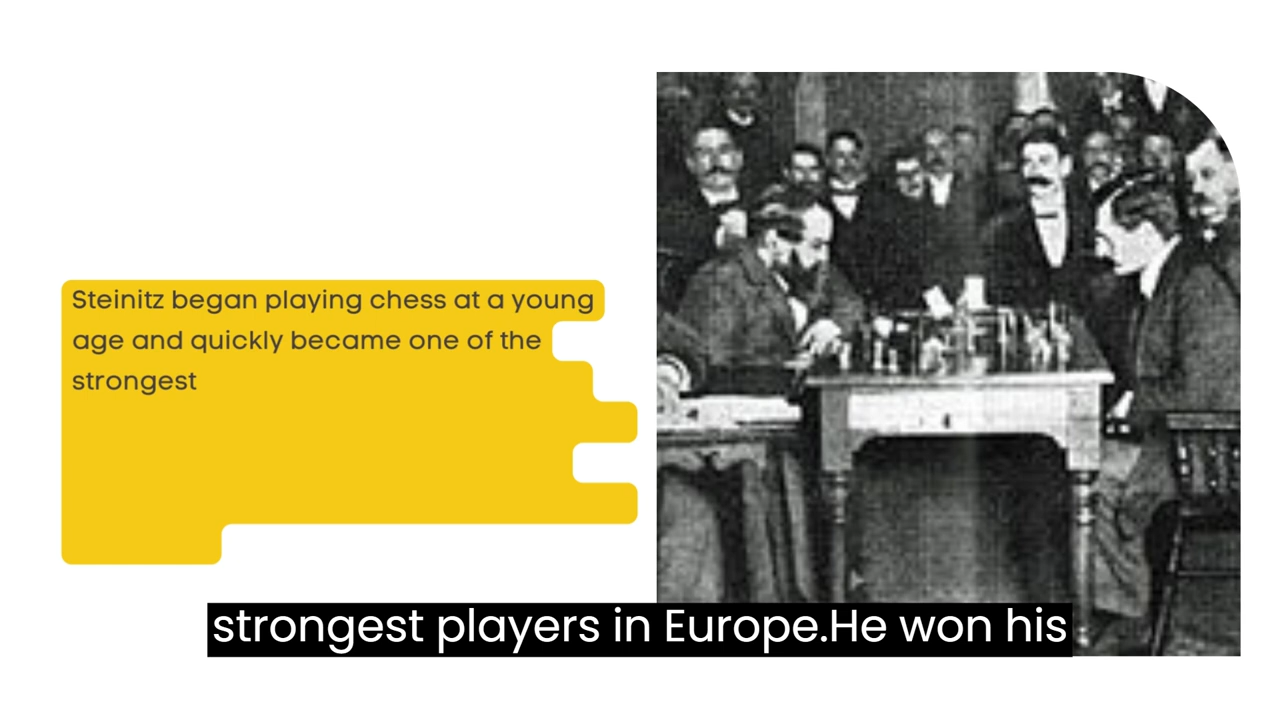 Steinitz began playing chess at a young
age and quickly became one of the
strongest
strongest players in Europe.He won his